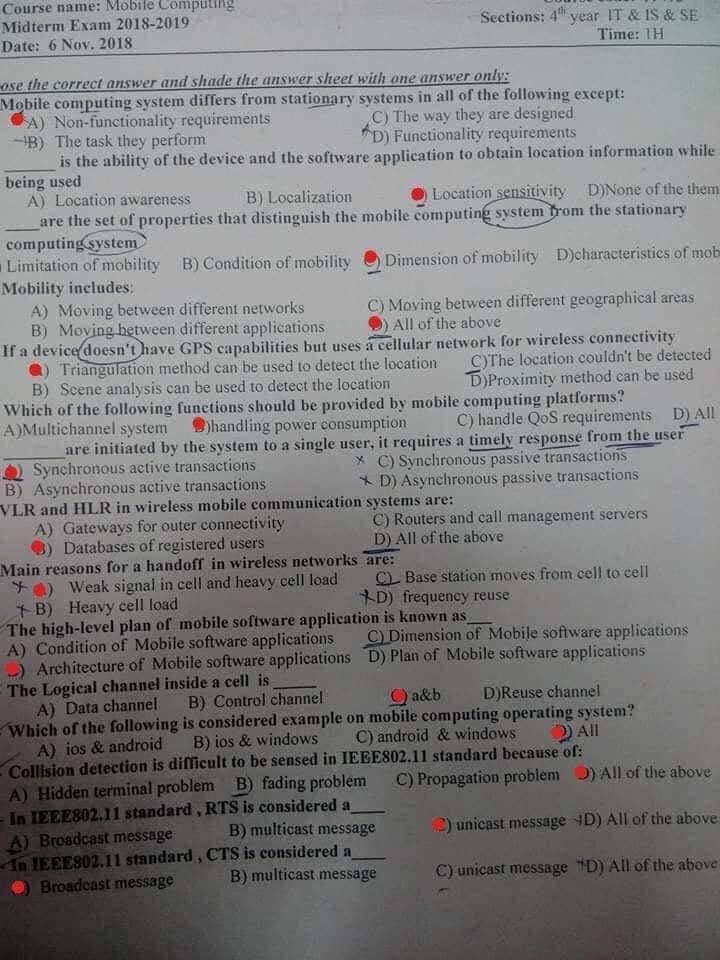 Course name: Mobile Computing
Midterm Exam 2018-2019
Date: 6 Nov. 2018
Sections: 4th year IT & IS & SE
Time: 1H
ose the correct answer and shade the answer sheet with one answer only:
Mobile computing system differs from stationary systems in all of the following except:
A) Non-functionality requirements C) The way they are designed
B) The task they perform D) Functionality requirements
_____ is the ability of the device and the software application to obtain location information while
being used
A) Location awareness B) Localization ) Location sensitivity D)None of the them
____are the set of properties that distinguish the mobile computing system from the stationary
computing system
Limitation of mobility B) Condition of mobility ) Dimension of mobility D)characteristics of mob
Mobility includes:
A) Moving between different networks C) Moving between different geographical areas
B) Moving between different applications ) All of the above
If a device doesn't have GPS capabilities but uses a cellular network for wireless connectivity
) Triangulation method can be used to detect the location C)The location couldn't be detected
B) Scene analysis can be used to detect the location D)Proximity method can be used
Which of the following functions should be provided by mobile computing platforms?
A)Multichannel system )handling power consumption C) handle QoS requirements D) All
_______ are initiated by the system to a single user, it requires a timely response from the user
) Synchronous active transactions C) Synchronous passive transactions
B) Asynchronous active transactions D) Asynchronous passive transactions
VLR and HLR in wireless mobile communication systems are:
A) Gateways for outer connectivity C) Routers and call management servers
) Databases of registered users D) All of the above
Main reasons for a handoff in wireless networks are:
) Weak signal in cell and heavy cell load C) Base station moves from cell to cell
B) Heavy cell load D) frequency reuse
The high-level plan of mobile software application is known as___
A) Condition of Mobile software applications C) Dimension of Mobile software applications
) Architecture of Mobile software applications D) Plan of Mobile software applications
The Logical channel inside a cell is _____
A) Data channel B) Control channel ) a&b D)Reuse channel
Which of the following is considered example on mobile computing operating system?
A) ios & android B) ios & windows C) android & windows ) All
Collision detection is difficult to be sensed in IEEE802.11 standard because of:
A) Hidden terminal problem B) fading problem C) Propagation problem ) All of the above
In IEEE802.11 standard , RTS is considered a____
A) Broadcast message B) multicast message ) unicast message D) All of the above
In IEEE802.11 standard , CTS is considered a____
) Broadcast message B) multicast message C) unicast message D) All of the above